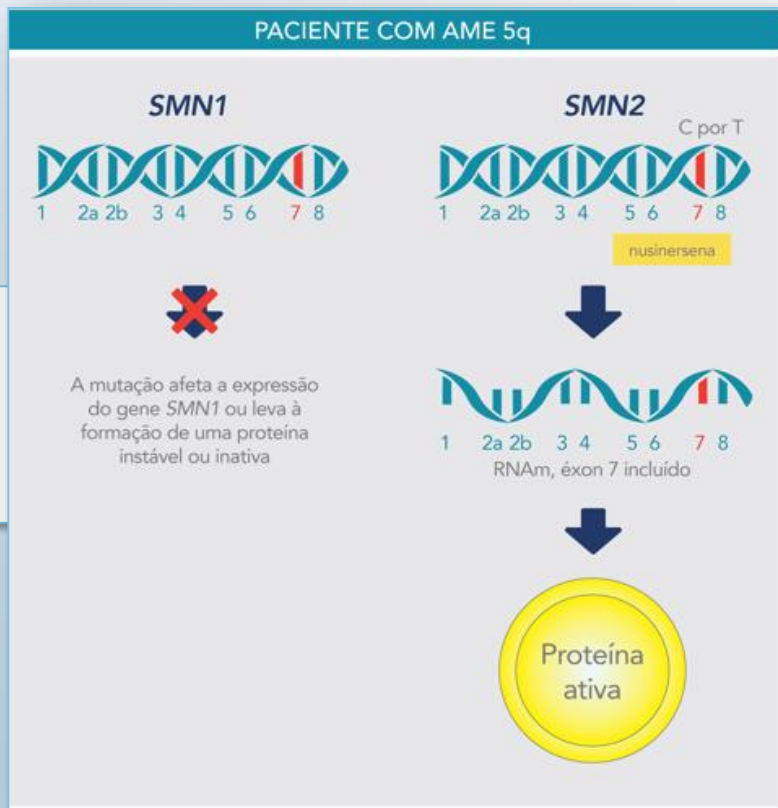 PACIENTE COM AME 5q
SMN1
1 2a 2b 3 4 5 6 7 8
A mutação afeta a expressão
do gene SMN1 ou leva à
formação de uma proteína
instável ou inativa
SMN2
C por T
1 2a 2b 3 4 5 6 7 8
nusinersena
1 2a 2b 3 4 5 6 7 8
RNAm, éxon 7 incluído
Proteína
ativa